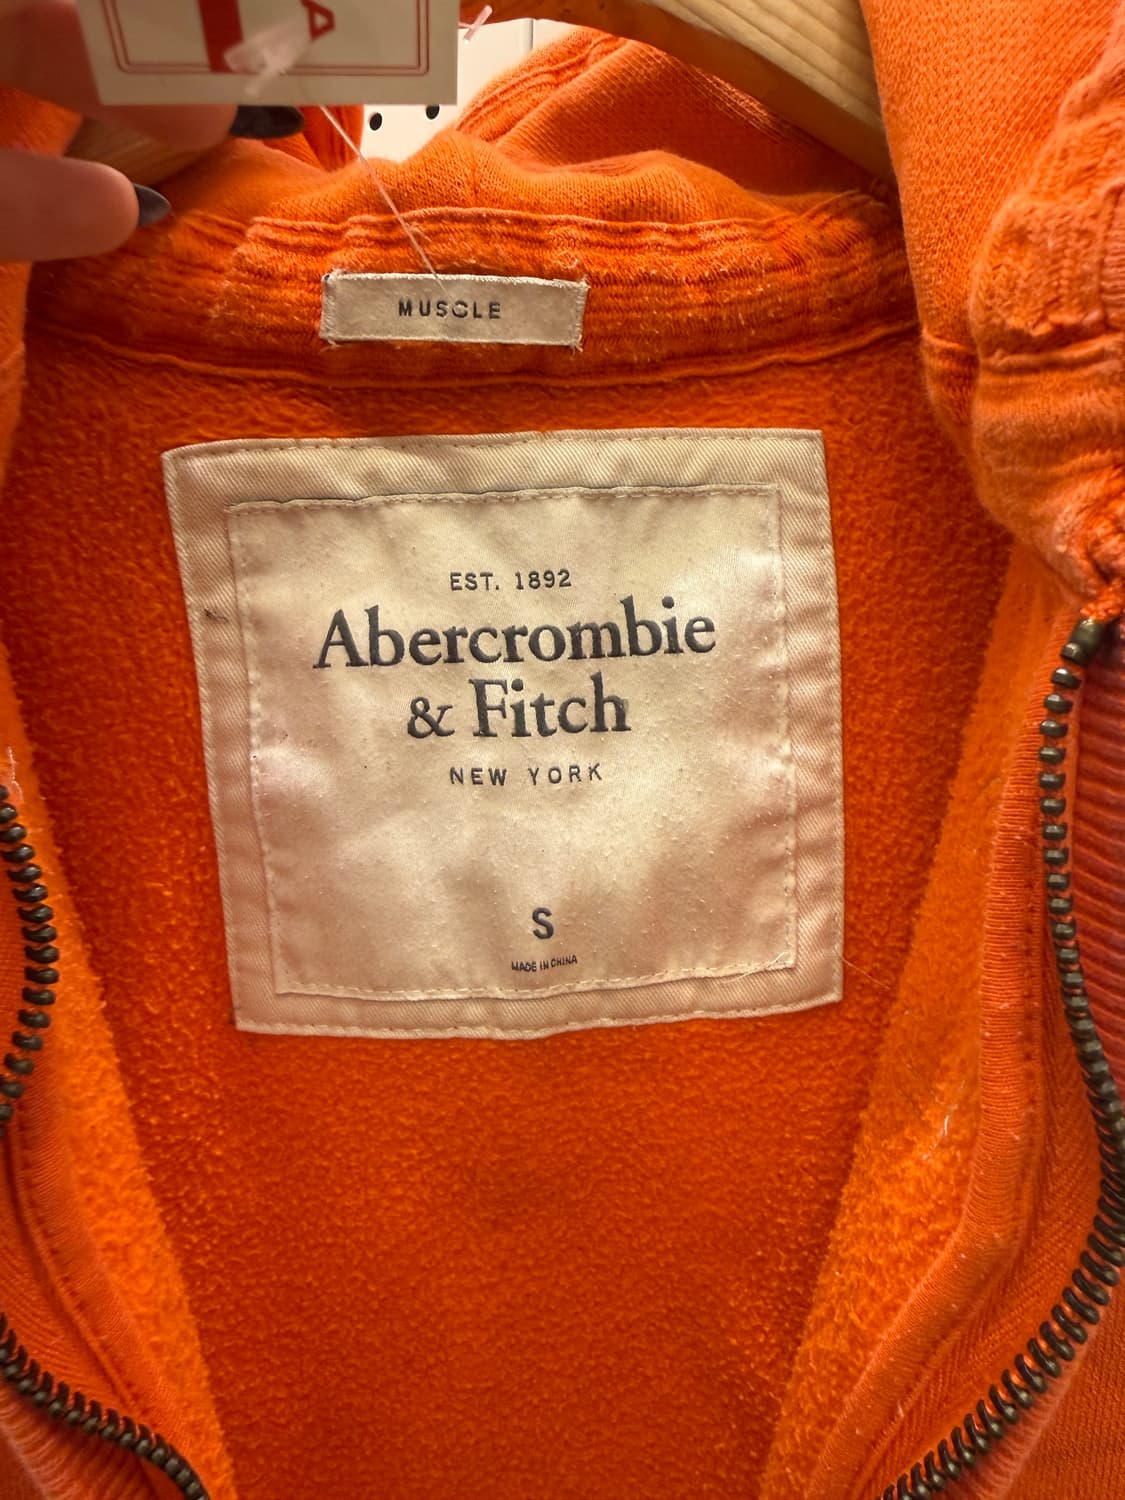 A
MUSCLE
EST. 1892
Abercrombie
& Fitch
NEW YORK
S
MADE IN CHINA